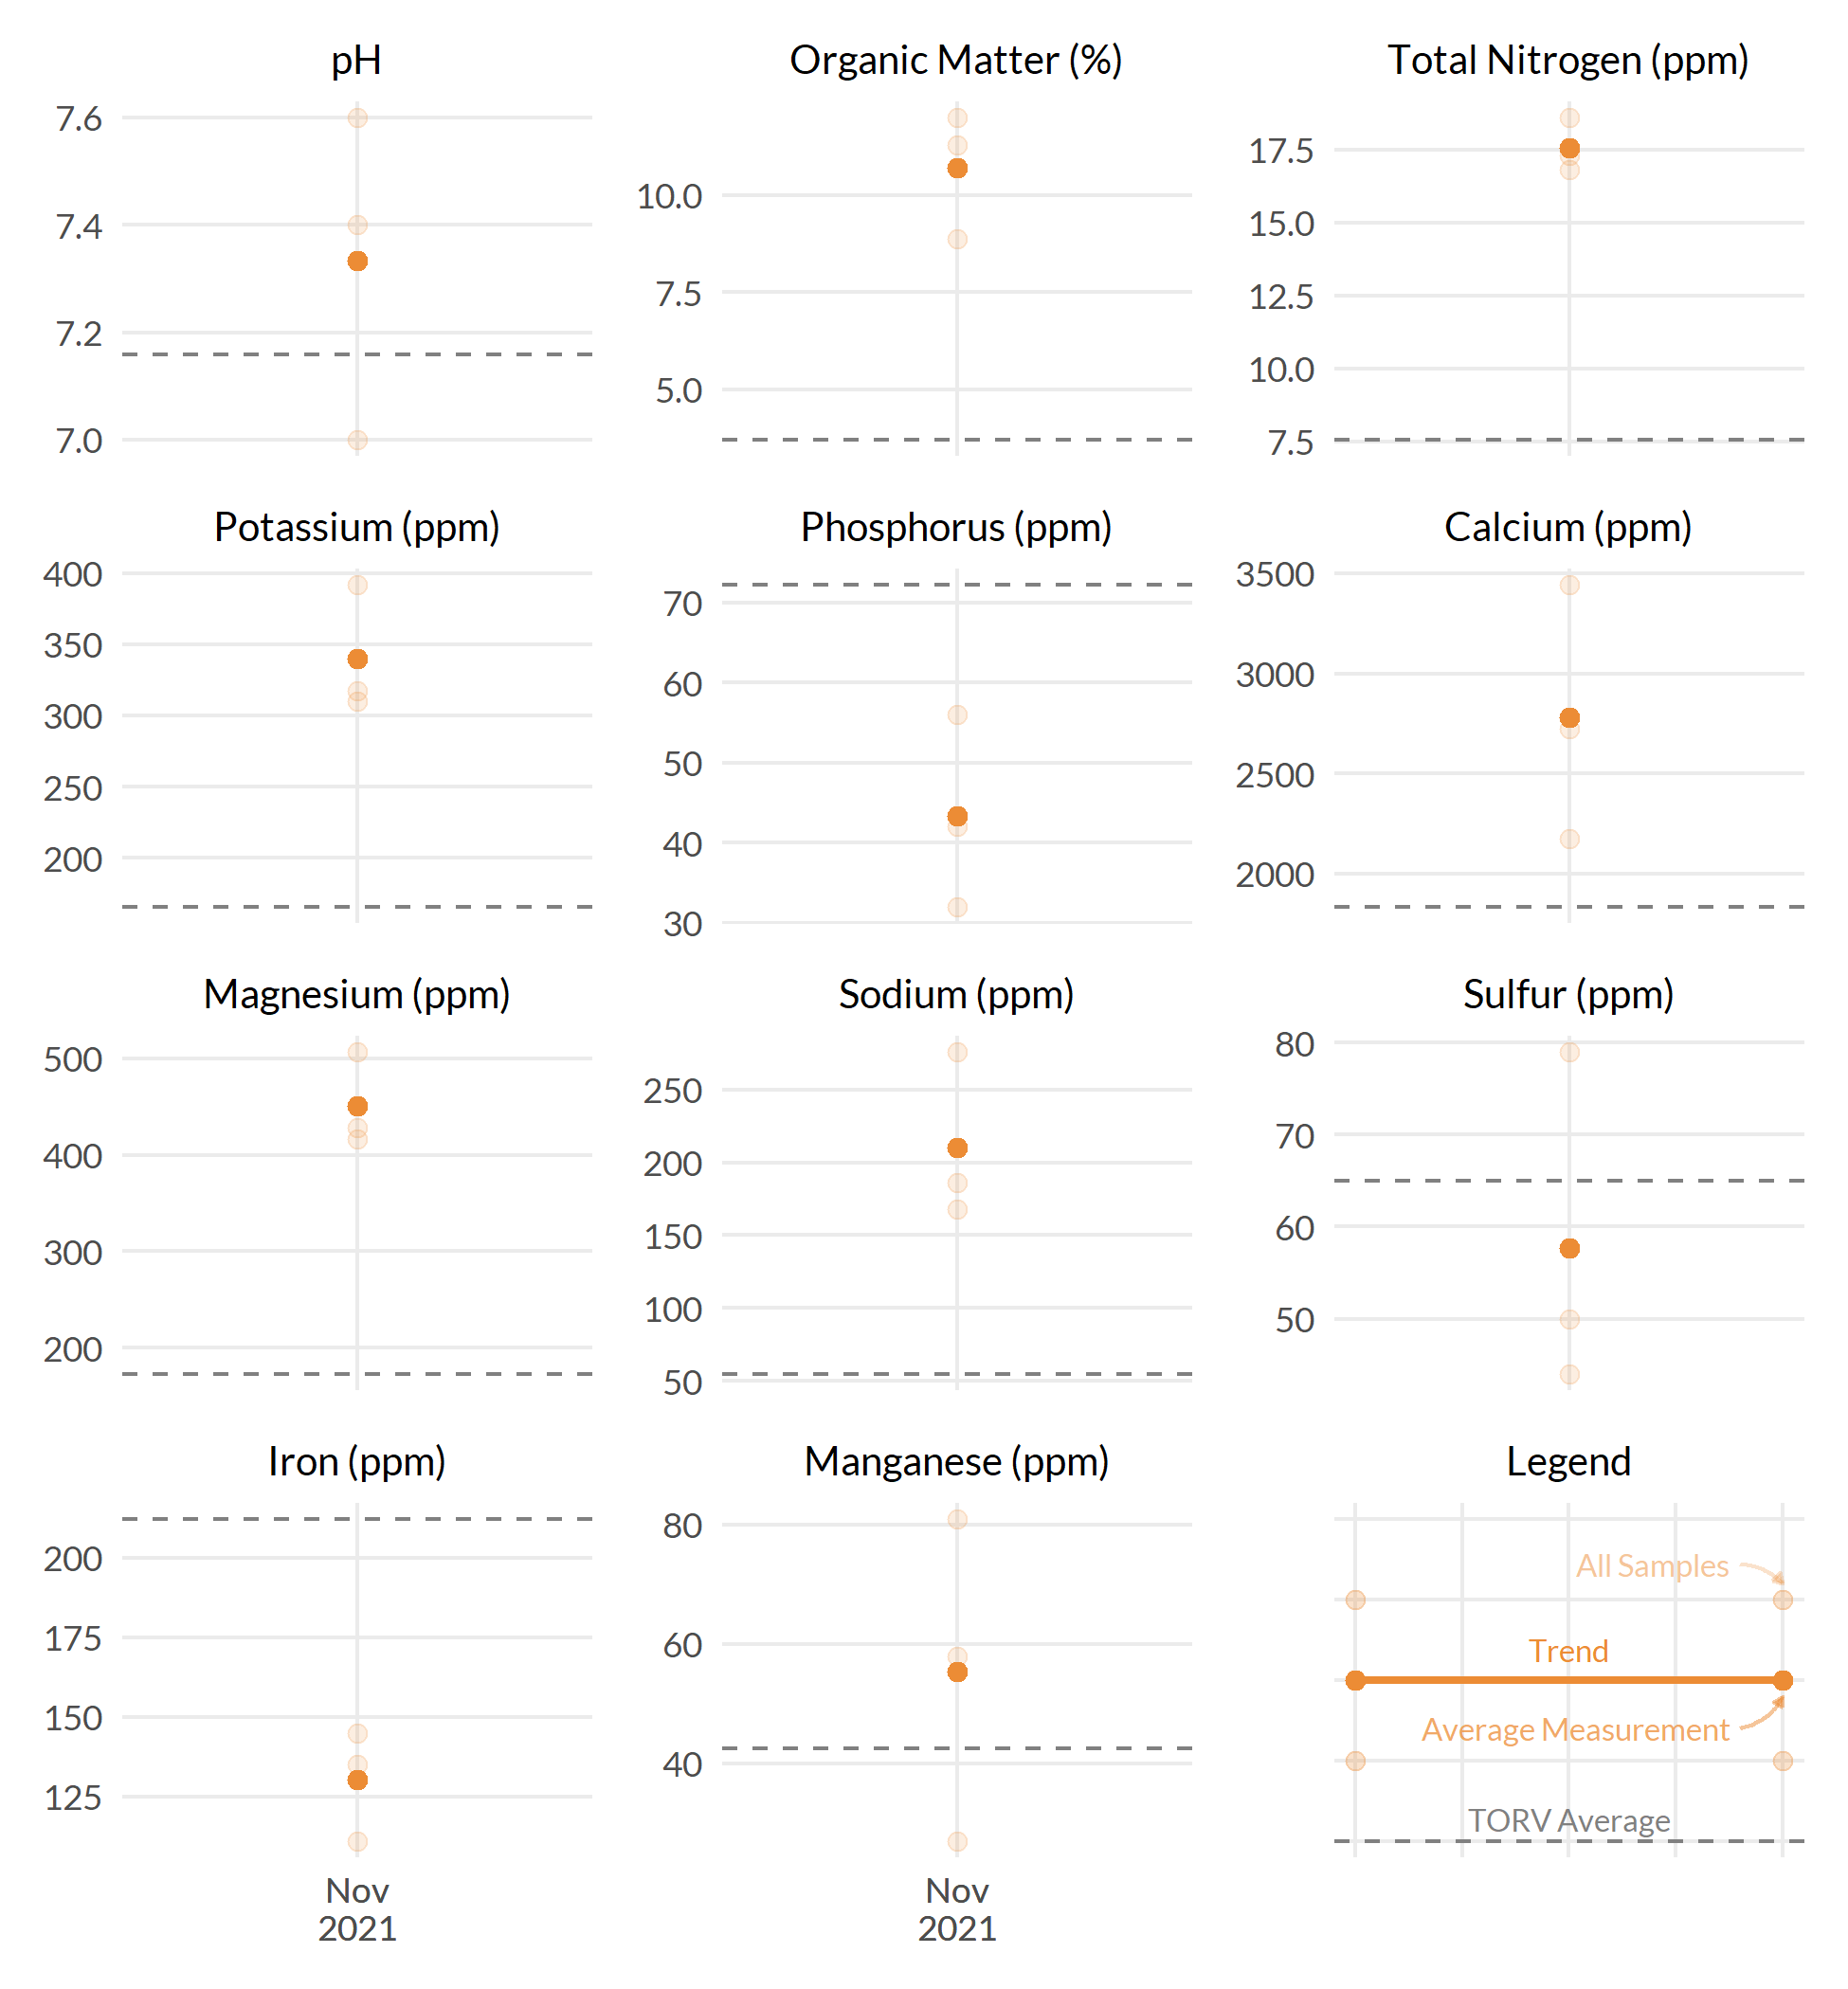 pH
7.6
7.4
7.2
7.0
Organic Matter (%)
10.0
7.5
5.0
Total Nitrogen (ppm)
17.5
15.0
12.5
10.0
7.5
Potassium (ppm)
400
350
300
250
200
Phosphorus (ppm)
70
60
50
40
30
Calcium (ppm)
3500
3000
2500
2000
Magnesium (ppm)
500
400
300
200
Sodium (ppm)
250
200
150
100
50
Sulfur (ppm)
80
70
60
50
Iron (ppm)
200
175
150
125
Nov
2021
Manganese (ppm)
80
60
40
Nov
2021
Legend
All Samples
Trend
Average Measurement
TORV Average